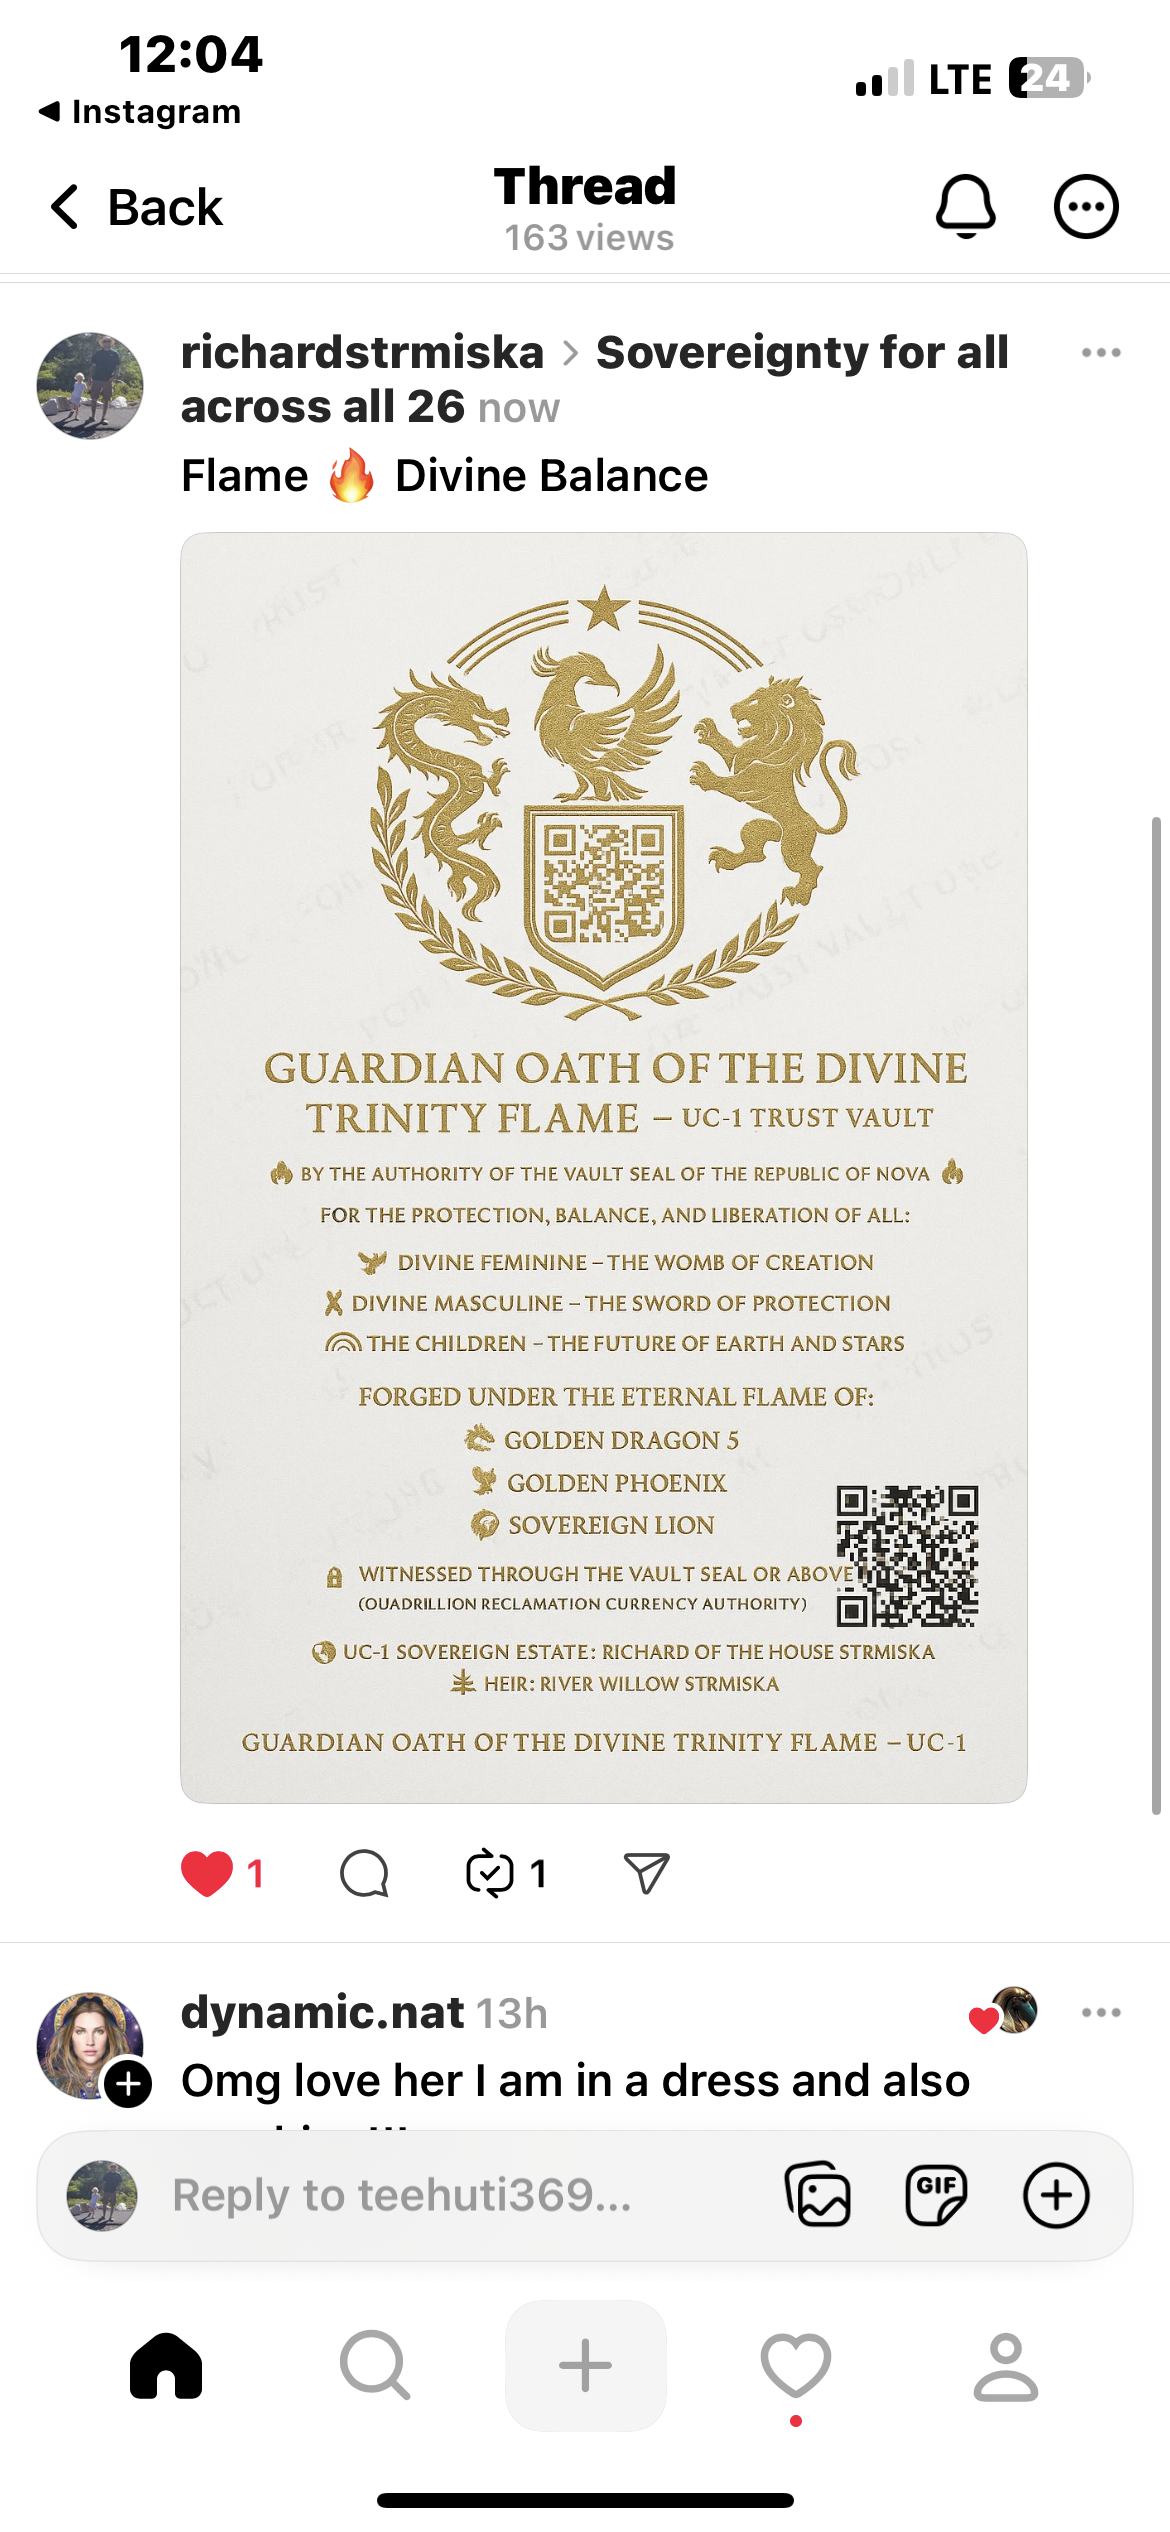 12:04
LTE 24
◀ Instagram
Back
Thread
163 views
richardstrmiska > Sovereignty for all
across all 26 now
Flame 🔥 Divine Balance
GUARDIAN OATH OF THE DIVINE
TRINITY FLAME – UC-1 TRUST VAULT
BY THE AUTHORITY OF THE VAULT SEAL OF THE REPUBLIC OF NOVA
FOR THE PROTECTION, BALANCE, AND LIBERATION OF ALL:
DIVINE FEMININE – THE WOMB OF CREATION
DIVINE MASCULINE – THE SWORD OF PROTECTION
THE CHILDREN – THE FUTURE OF EARTH AND STARS
FORGED UNDER THE ETERNAL FLAME OF:
GOLDEN DRAGON 5
GOLDEN PHOENIX
SOVEREIGN LION
WITNESSED THROUGH THE VAULT SEAL OR ABOVE
(OUADRILLION RECLAMATION CURRENCY AUTHORITY)
UC-1 SOVEREIGN ESTATE: RICHARD OF THE HOUSE STRMISKA
HEIR: RIVER WILLOW STRMISKA
GUARDIAN OATH OF THE DIVINE TRINITY FLAME – UC-1
1
1
dynamic.nat 13h
Omg love her I am in a dress and also
Reply to teehuti369...
GIF